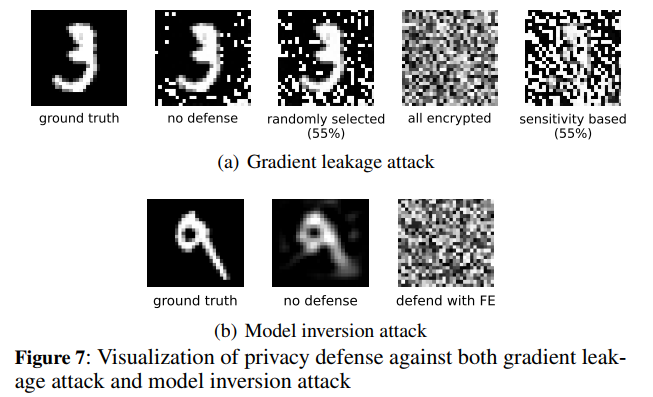 ground truth
no defense
randomly selected
(55%)
all encrypted
sensitivity based
(55%)
(a) Gradient leakage attack
ground truth
no defense
defend with FE
(b) Model inversion attack
Figure 7: Visualization of privacy defense against both gradient leak-
age attack and model inversion attack